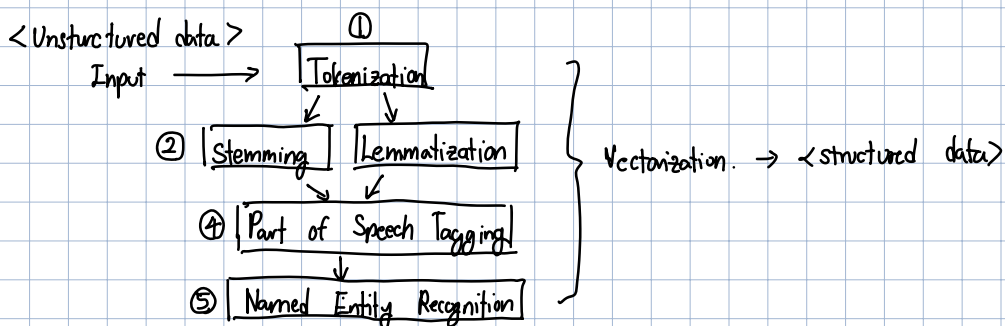 ①
<Unsturctured data>
Input → Tokenization
② Stemming Lemmatization
Vectorization. → <structured data>
④ Part of Speech Tagging
⑤ Named Entity Recognition